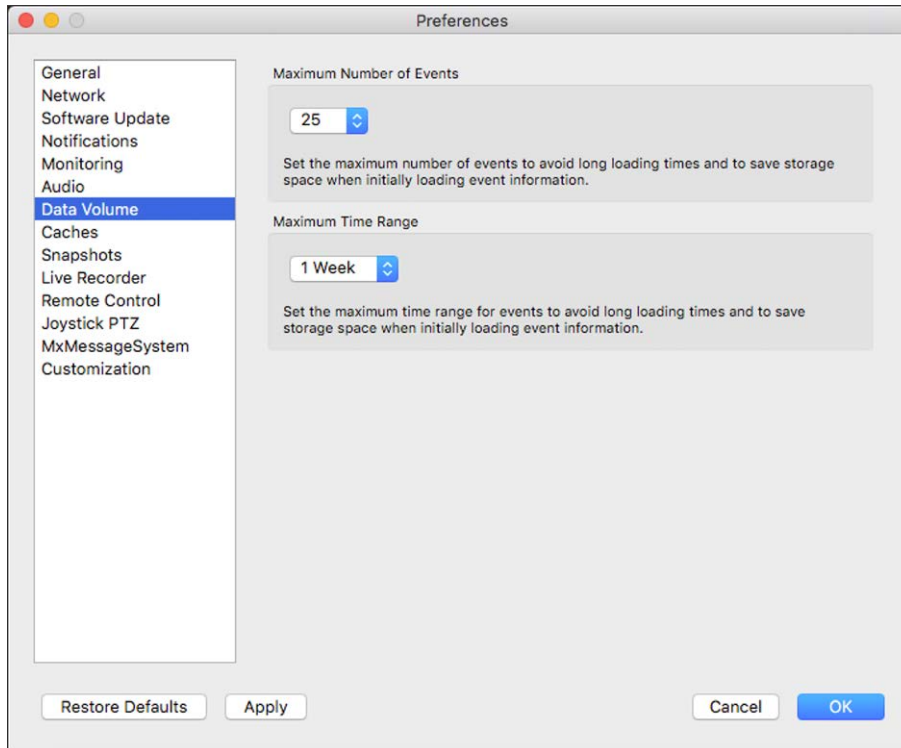 Preferences
General
Network
Software Update
Notifications
Monitoring
Audio
Data Volume
Caches
Snapshots
Live Recorder
Remote Control
Joystick PTZ
MxMessageSystem
Customization
Maximum Number of Events
25
Set the maximum number of events to avoid long loading times and to save storage
space when initially loading event information.
Maximum Time Range
1 Week
Set the maximum time range for events to avoid long loading times and to save
storage space when initially loading event information.
Restore Defaults
Apply
Cancel
OK